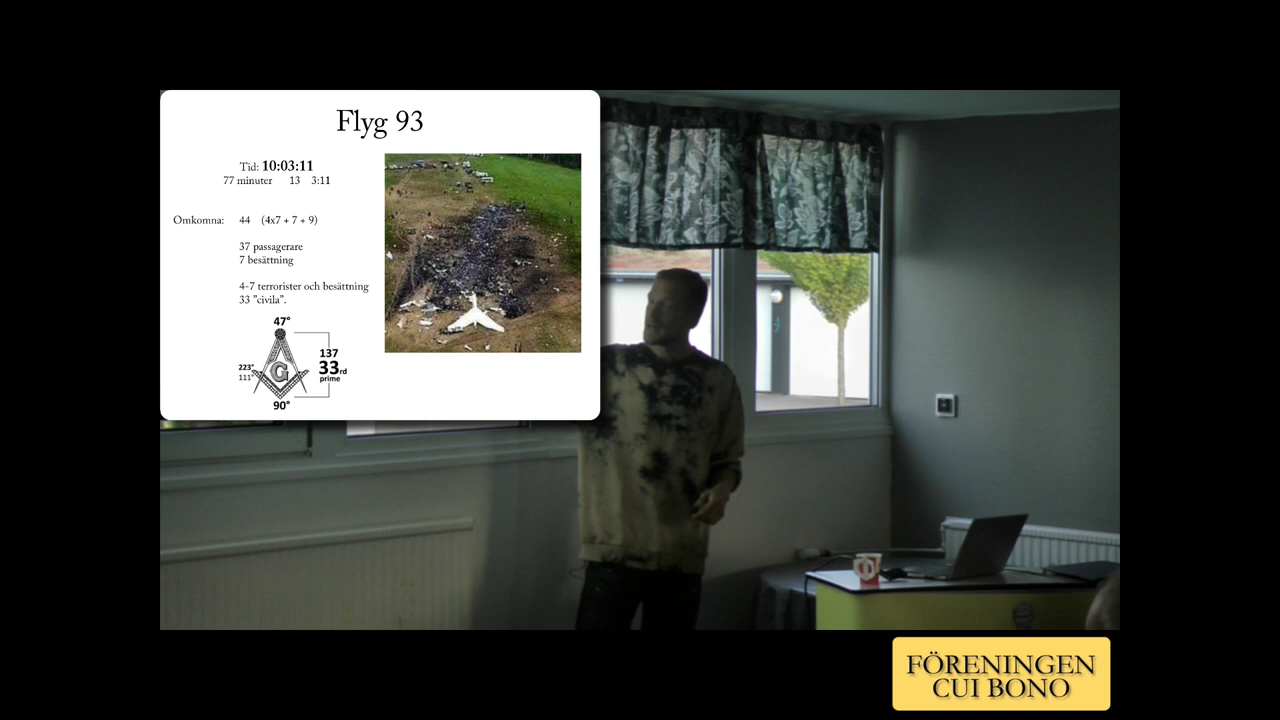 Flyg 93
Tid: 10:03:11
77 minuter 13 3:11
Omkomna: 44 (4x7 + 7 + 9)
37 passagerare
7 besättning
4-7 terrorister och besättning
33 "civila".
47°
137
223°
33rd
111°
prime
G
90°
FÖRENINGEN
CUI BONO